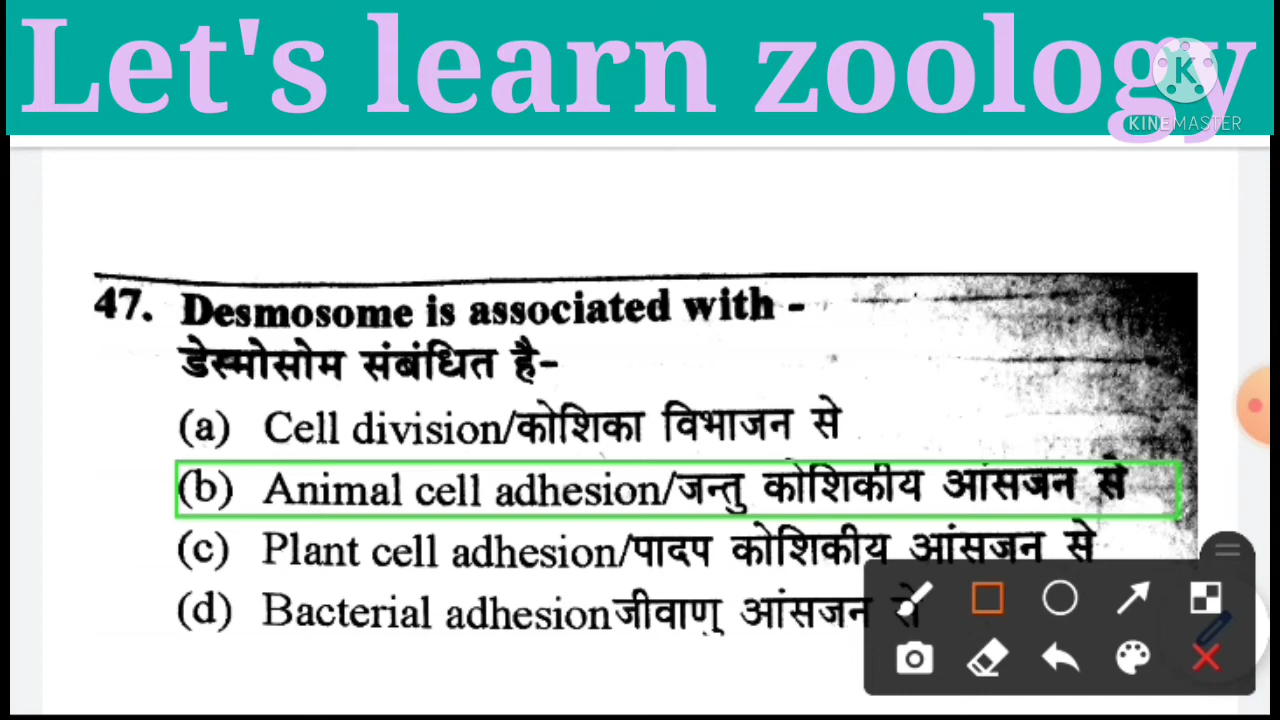 Let's learn zoology
K
KINEMASTER
47. Desmosome is associated with -
डेस्मोसोम संबंधित है-
(a) Cell division/कोशिका विभाजन से
(b) Animal cell adhesion/जन्तु कोशिकीय आंसजन से
(c) Plant cell adhesion/पादप कोशिकीय आंसजन से
(d) Bacterial adhesionजीवाणु आंसजन से